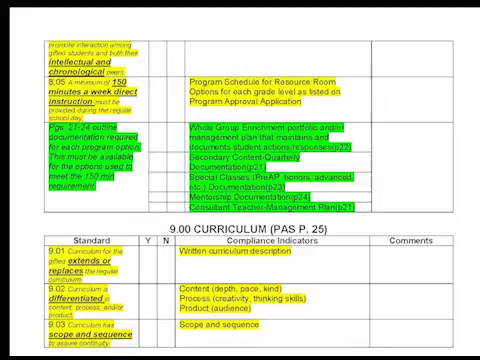 promote interaction among
gifted students and both their
intellectual and
chronological peers.
8.05 A minimum of 150
minutes a week direct
instruction must be
provided during the regular
school day.
Program Schedule for Resource Room
Options for each grade level as listed on
Program Approval Application
Pgs. 21-24 outline
documentation required
for each program option.
This must be available
for the options used to
meet the 150 min
requirement.
Whole Group Enrichment-portfolio and/or
management plan that maintains and
documents student actions/responses(p22)
Secondary Content-Quarterly
Documentation(p21)
Special Classes (PreAP, honors, advanced,
etc.) Documentation(p23)
Mentorship Documentation(p24)
Consultant Teacher-Management Plan(p21)
9.00 CURRICULUM (PAS P. 25)
Standard Y N Compliance Indicators Comments
9.01 Curriculum for the
gifted extends or
replaces the regular
curriculum.
Written curriculum description
9.02 Curriculum is
differentiated in
content, process, and/or
product.
Content (depth, pace, kind)
Process (creativity, thinking skills)
Product (audience)
9.03 Curriculum has
scope and sequence
to assure continuity.
Scope and sequence